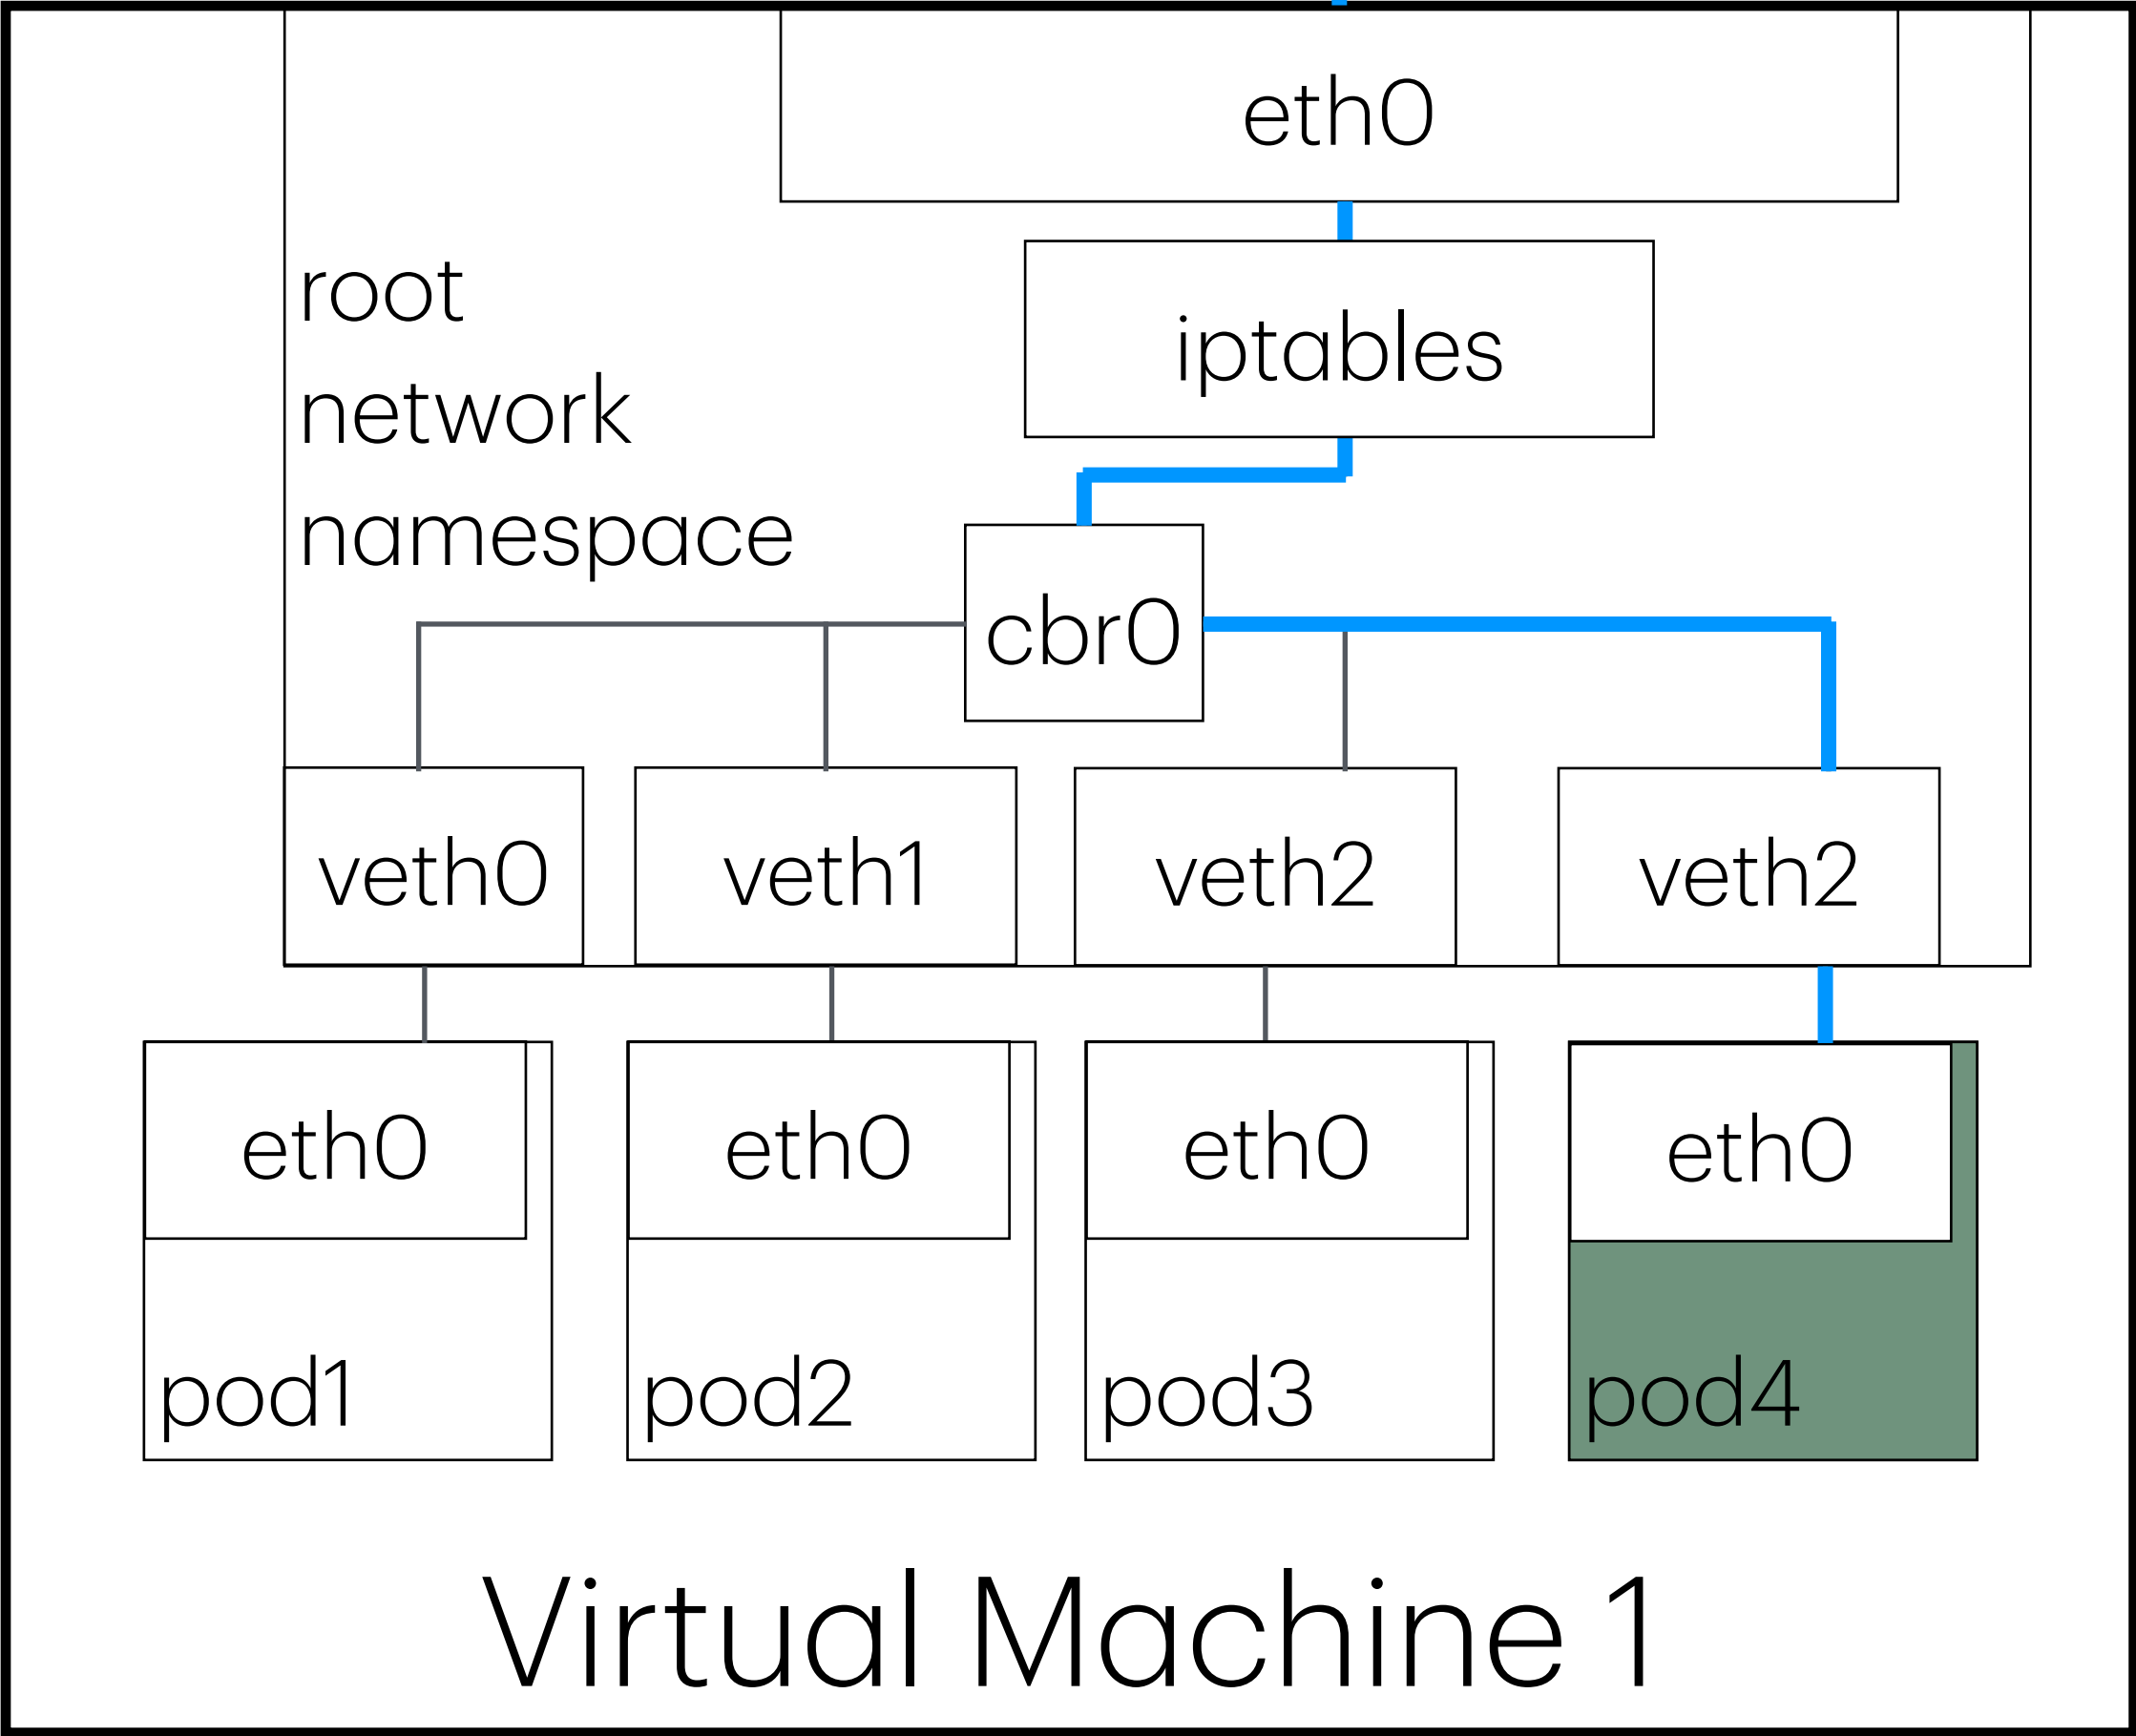 eth0
iptables
root
network
namespace
cbr0
veth0
veth1
veth2
veth2
eth0
eth0
eth0
eth0
pod1
pod2
pod3
pod4
Virtual Machine 1